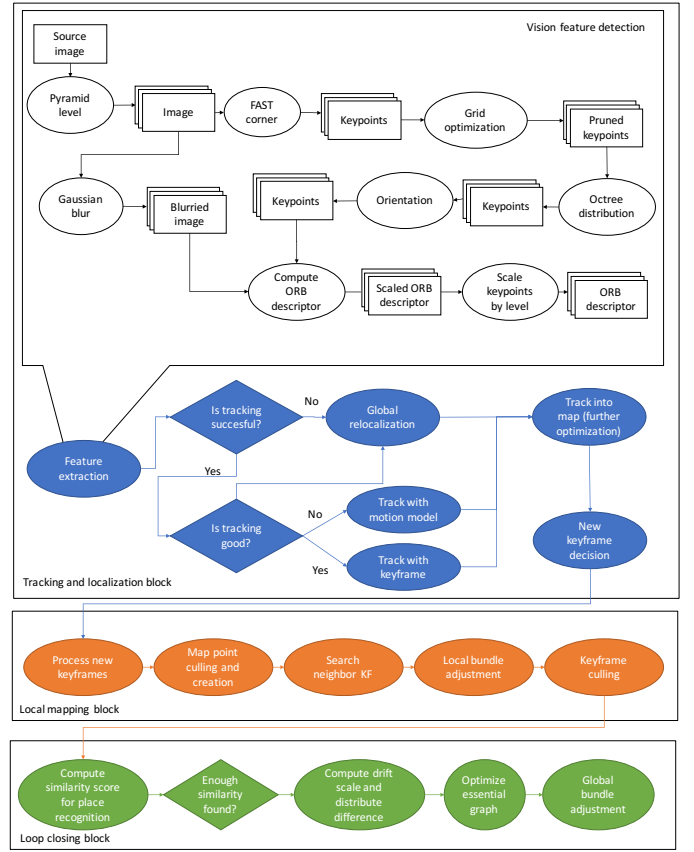 Vision feature detection
Source
image
Pyramid
level
Image
FAST
corner
Keypoints
Grid
optimization
Pruned
keypoints
Gaussian
blur
Blurried
image
Keypoints
Orientation
Keypoints
Octree
distribution
Compute
ORB
descriptor
Scaled ORB
descriptor
Scale
keypoints
by level
ORB
descriptor
Feature
extraction
Is tracking
succesful?
No
Global
relocalization
Track into
map (further
optimization)
Yes
Is tracking
good?
No
Track with
motion model
Yes
Track with
keyframe
New
keyframe
decision
Tracking and localization block
Process new
keyframes
Map point
culling and
creation
Search
neighbor KF
Local bundle
adjustment
Keyframe
culling
Local mapping block
Compute
similarity score
for place
recognition
Enough
similarity
found?
Compute drift
scale and
distribute
difference
Optimize
essential
graph
Global
bundle
adjustment
Loop closing block